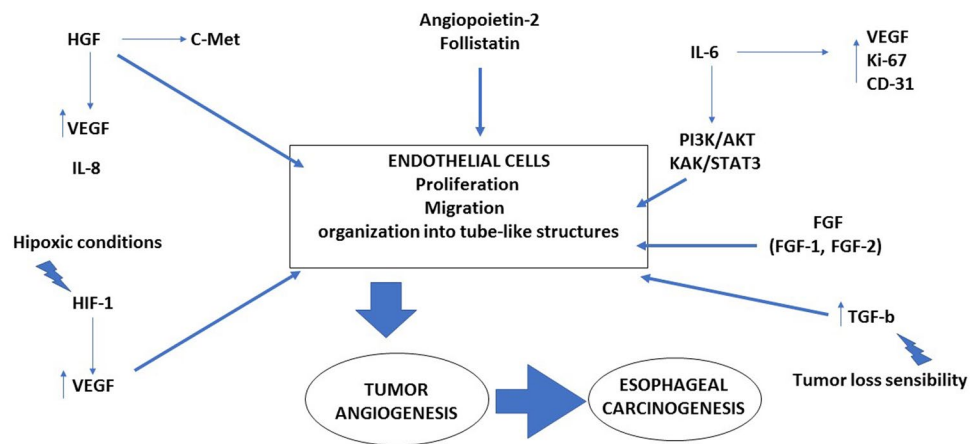 HGF
C-Met
VEGF
IL-8
Angiopoietin-2
Follistatin
IL-6
VEGF
Ki-67
CD-31
PI3K/AKT
KAK/STAT3
ENDOTHELIAL CELLS
Proliferation
Migration
organization into tube-like structures
Hipoxic conditions
HIF-1
VEGF
FGF
(FGF-1, FGF-2)
TGF-b
Tumor loss sensibility
TUMOR
ANGIOGENESIS
ESOPHAGEAL
CARCINOGENESIS